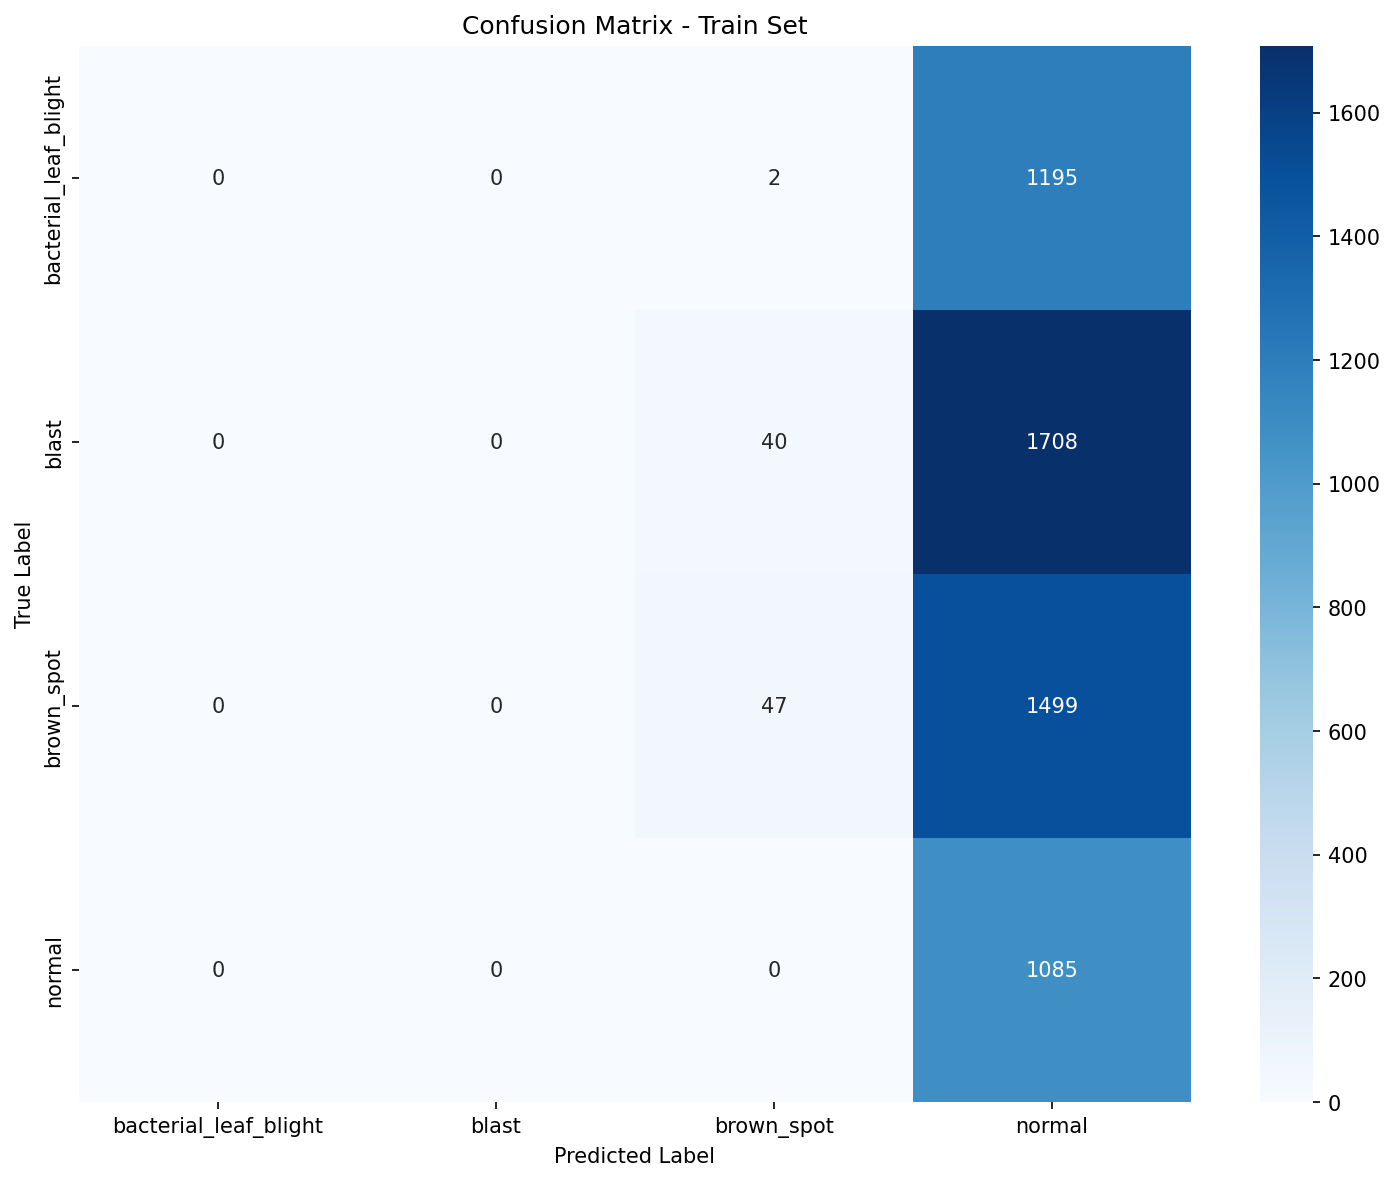 Confusion Matrix - Train Set
bacterial_leaf_blight
0 0 2 1195
blast
0 0 40 1708
brown_spot
0 0 47 1499
normal
0 0 0 1085
True Label
bacterial_leaf_blight blast brown_spot normal
Predicted Label
1600
1400
1200
1000
800
600
400
200
0